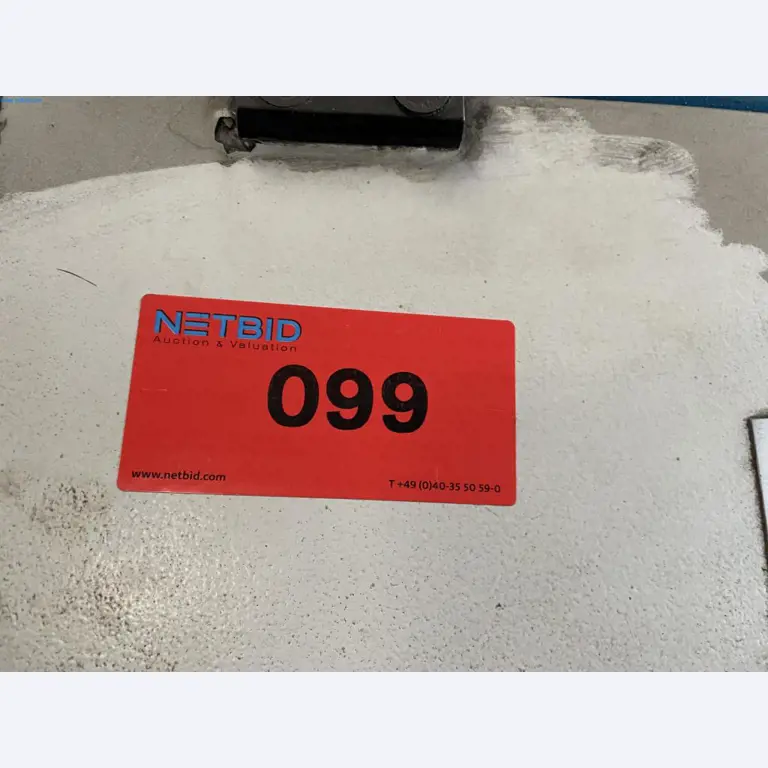 NETBID
Auction & Valuation
099
www.netbid.com
T +49 (0)40-35 50 59-0